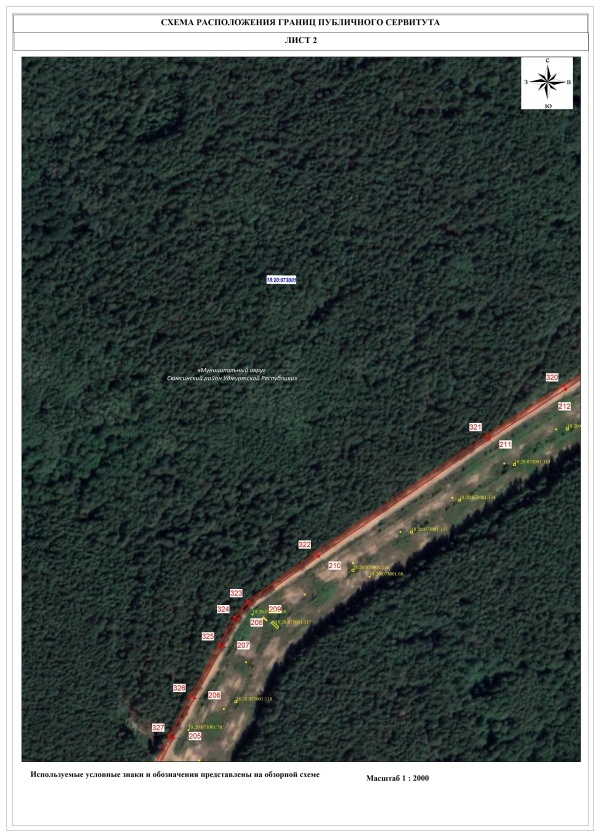 СХЕМА РАСПОЛОЖЕНИЯ ГРАНИЦ ПУБЛИЧНОГО СЕРВИТУТА
ЛИСТ 2
С
З
В
Ю
18:20:073001
«Муниципальный округ
Сюмсинский район Удмуртской Республики»
320
212
321
211
322
210
323
209
324
208
325
207
326
206
327
205
Используемые условные знаки и обозначения представлены на обзорной схеме
Масштаб 1 : 2000